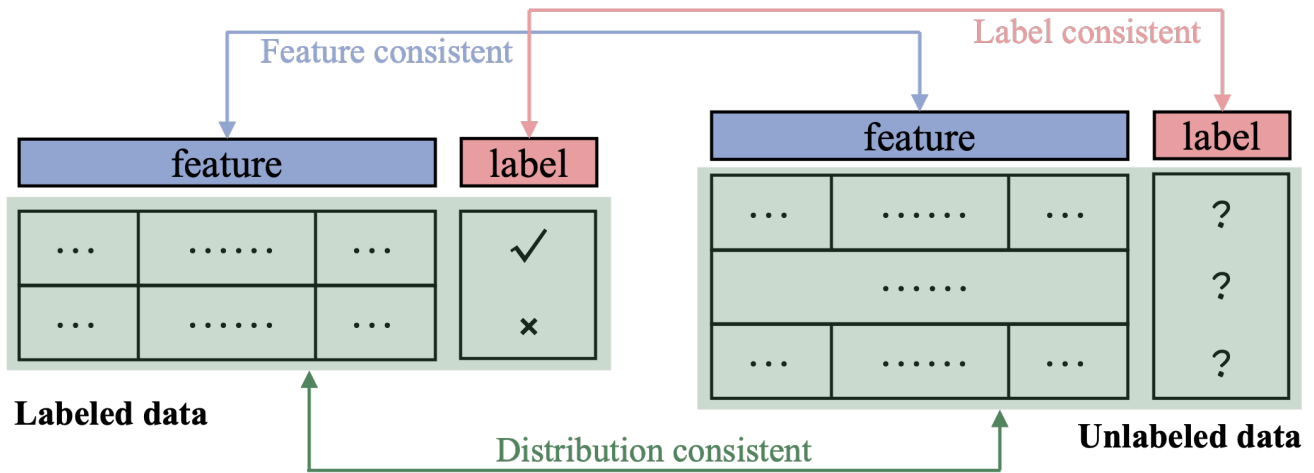 Label consistent
Feature consistent
feature label feature label
... ...... ... √ ... ...... ... ?
...... ?
... ...... ... × ... ...... ... ?
Labeled data
Unlabeled data
Distribution consistent